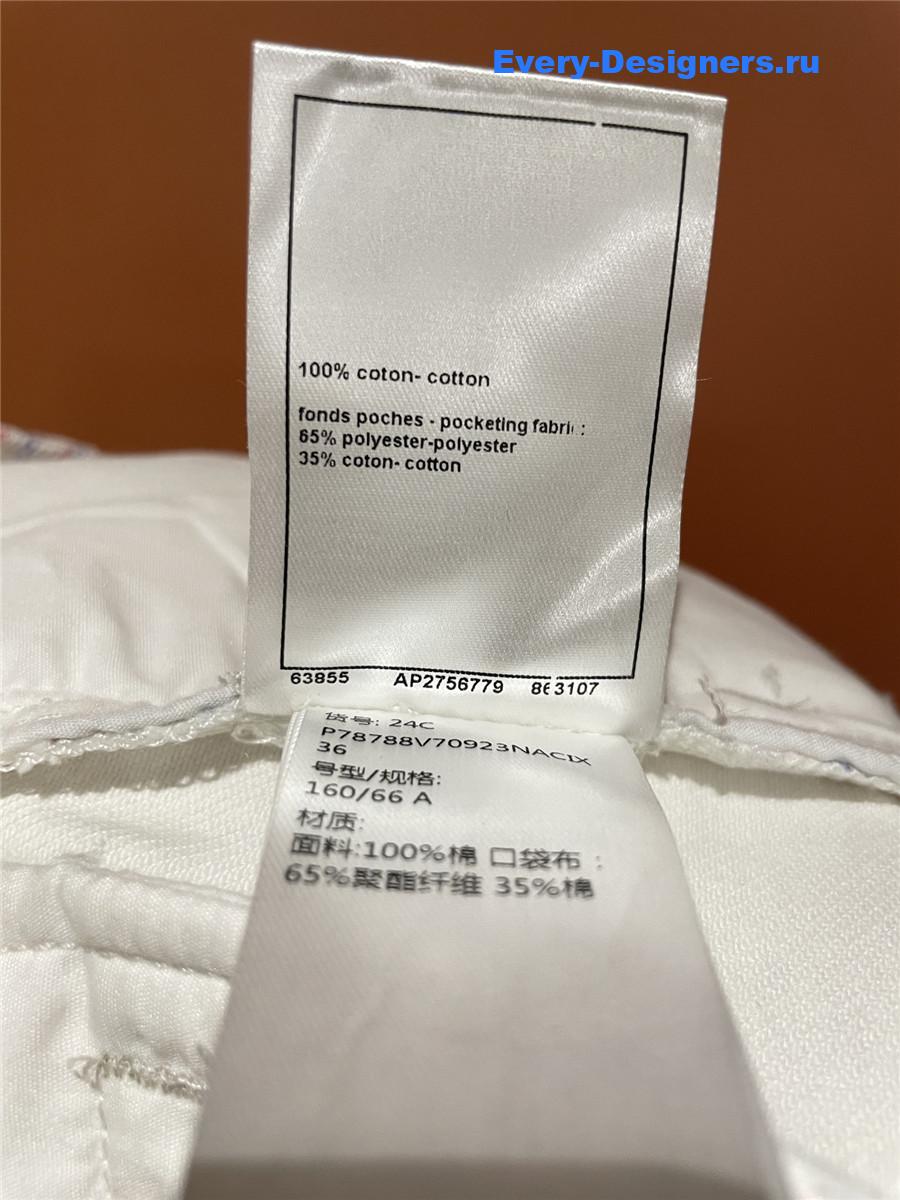 Every-Designers.ru
100% coton- cotton
fonds poches - pocketing fabric :
65% polyester-polyester
35% coton- cotton
63855 AP2756779 863107
货号: 24C
P78788V70923NACIX
36
号型/规格:
160/66 A
材质:
面料:100%棉 口袋布 :
65%聚酯纤维 35%棉